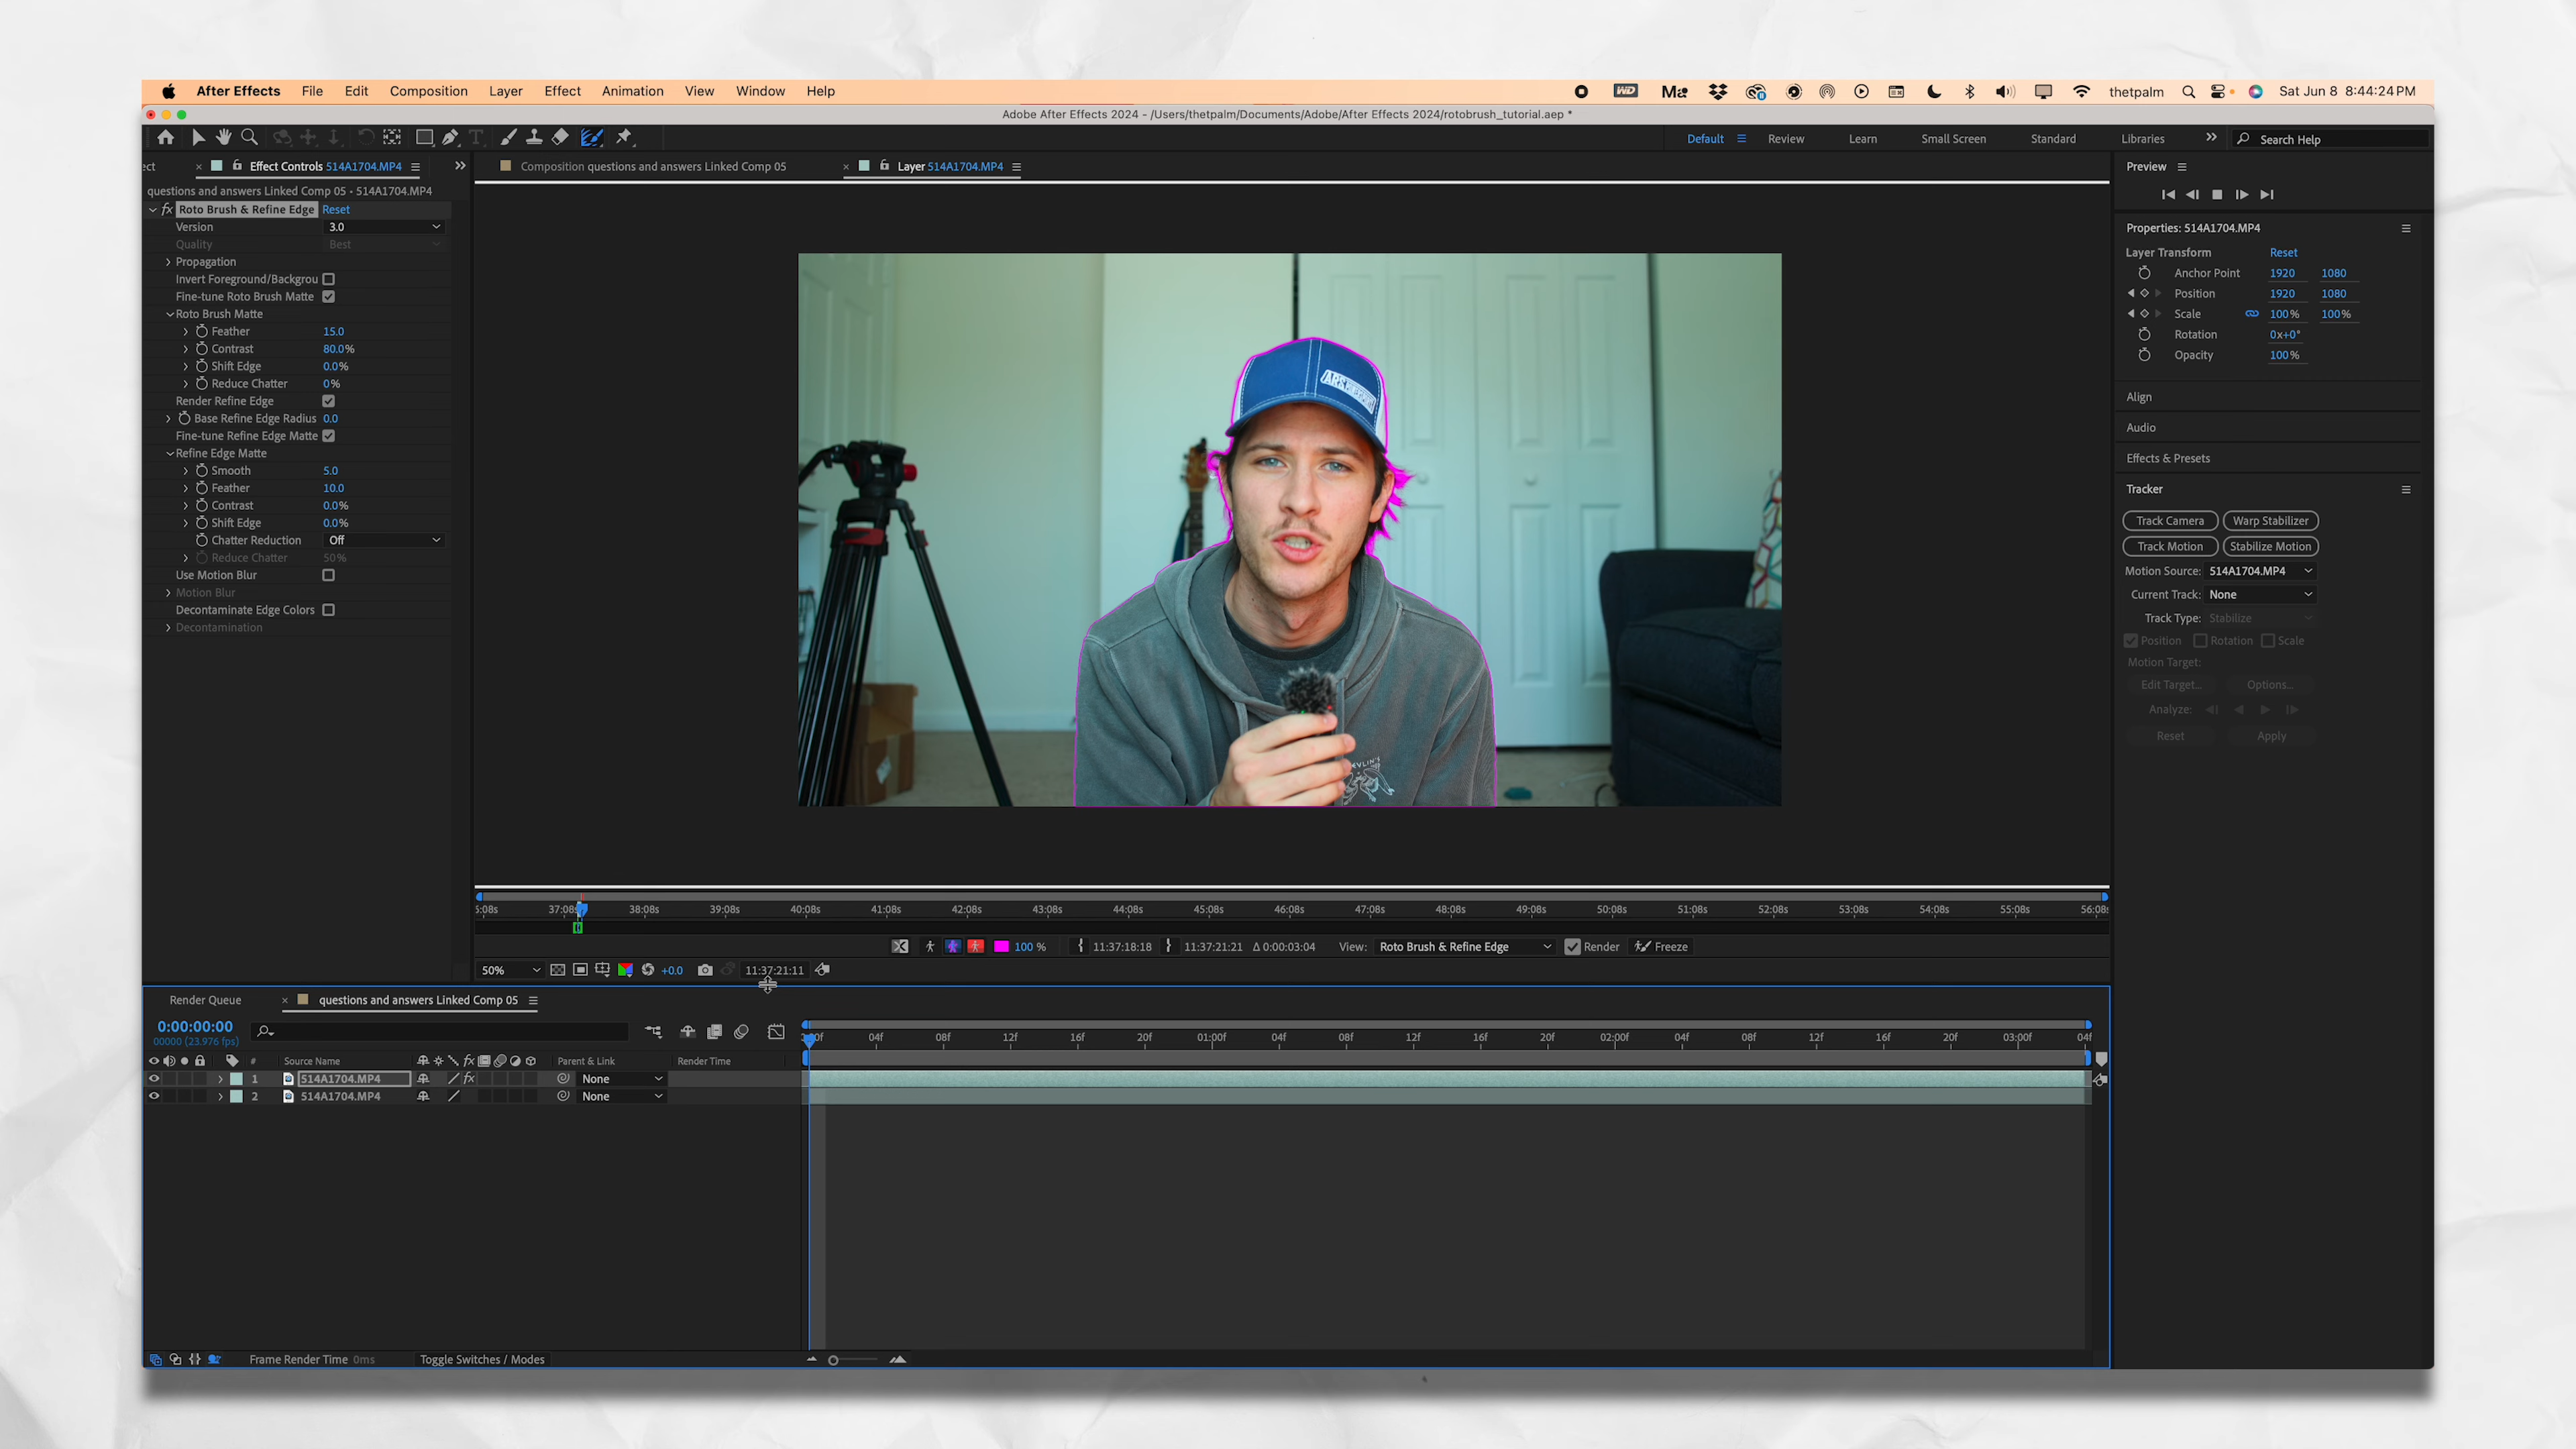 After Effects File Edit Composition Layer Effect Animation View Window Help
WD thetpalm Sat Jun 8 8:44:24 PM
Adobe After Effects 2024 - /Users/thetpalm/Documents/Adobe/After Effects 2024/rotobrush_tutorial.aep *
Default Review Learn Small Screen Standard Libraries Search Help
ect × Effect Controls 514A1704.MP4
Composition questions and answers Linked Comp 05
× Layer 514A1704.MP4
questions and answers Linked Comp 05 • 514A1704.MP4
fx Roto Brush & Refine Edge Reset
Version 3.0
Quality Best
Propagation
Invert Foreground/Backgrou
Fine-tune Roto Brush Matte
Roto Brush Matte
Feather 15.0
Contrast 80.0%
Shift Edge 0.0%
Reduce Chatter 0%
Render Refine Edge
Base Refine Edge Radius 0.0
Fine-tune Refine Edge Matte
Refine Edge Matte
Smooth 5.0
Feather 10.0
Contrast 0.0%
Shift Edge 0.0%
Chatter Reduction Off
Reduce Chatter 50%
Use Motion Blur
Motion Blur
Decontaminate Edge Colors
Decontamination
Preview
Properties: 514A1704.MP4
Layer Transform Reset
Anchor Point 1920 1080
Position 1920 1080
Scale 100% 100%
Rotation 0x+0°
Opacity 100%
Align
Audio
Effects & Presets
Tracker
Track Camera Warp Stabilizer
Track Motion Stabilize Motion
Motion Source: 514A1704.MP4
Current Track: None
Track Type: Stabilize
Position Rotation Scale
Motion Target:
Edit Target... Options...
Analyze:
Reset Apply
5:08s 37:08s 38:08s 39:08s 40:08s 41:08s 42:08s 43:08s 44:08s 45:08s 46:08s 47:08s 48:08s 49:08s 50:08s 51:08s 52:08s 53:08s 54:08s 55:08s 56:08s
100 % 11:37:18:18 11:37:21:21 Δ 0:00:03:04 View: Roto Brush & Refine Edge Render Freeze
50% +0.0 11:37:21:11
Render Queue × questions and answers Linked Comp 05
0:00:00:00
00000 (23.976 fps)
:00f 04f 08f 12f 16f 20f 01:00f 04f 08f 12f 16f 20f 02:00f 04f 08f 12f 16f 20f 03:00f 04f
# Source Name fx Parent & Link Render Time
1 514A1704.MP4 fx None
2 514A1704.MP4 None
Frame Render Time 0ms Toggle Switches / Modes